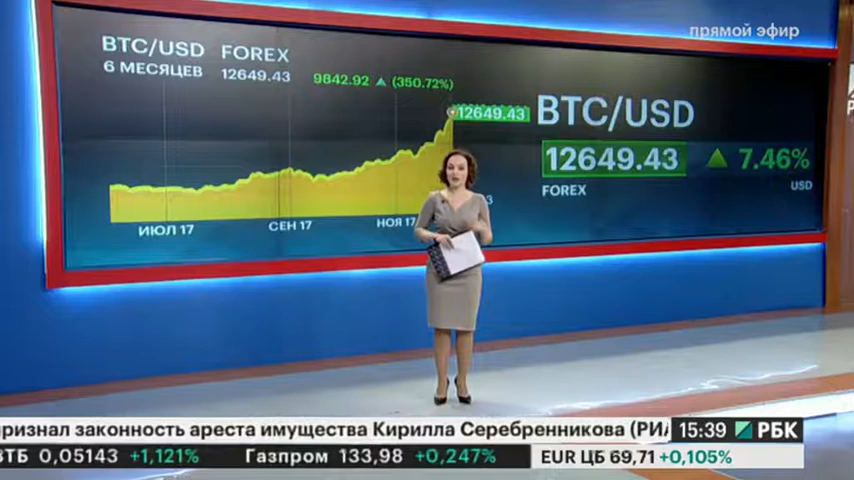 прямой эфир
BTC/USD FOREX
6 МЕСЯЦЕВ 12649.43 9842.92 ▲ (350.72%)
12649.43
BTC/USD
12649.43 ▲ 7.46%
FOREX USD
ИЮЛ 17 СЕН 17 НОЯ 17
признал законность ареста имущества Кирилла Серебренникова (РИА 15:39 РБК
ВТБ 0,05143 +1,121% Газпром 133,98 +0,247% EUR ЦБ 69,71 +0,105%